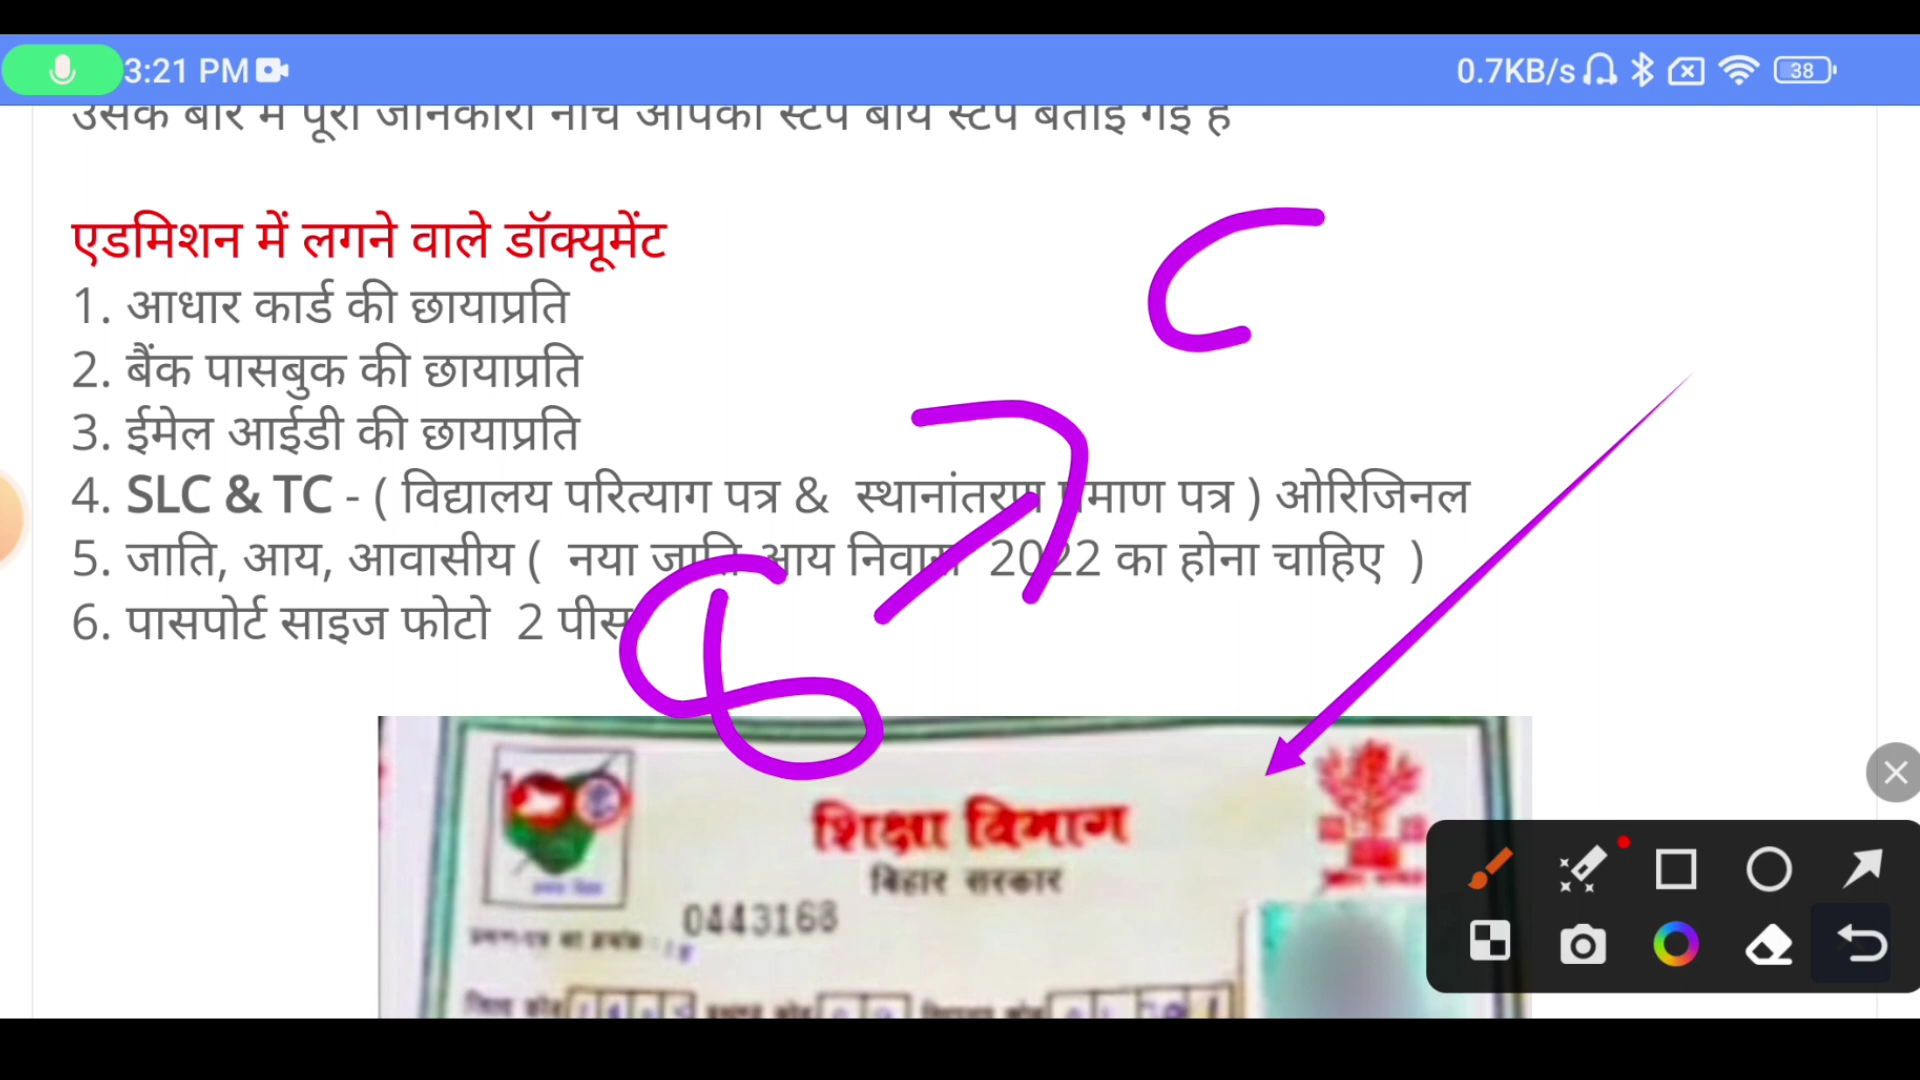 3:21 PM
0.7KB/s
38
उसके बारे में पूरी जानकारी नीचे आपको स्टेप बाय स्टेप बताई गई है
एडमिशन में लगने वाले डॉक्यूमेंट
1. आधार कार्ड की छायाप्रति
2. बैंक पासबुक की छायाप्रति
3. ईमेल आईडी की छायाप्रति
4. SLC & TC - ( विद्यालय परित्याग पत्र & स्थानांतरण प्रमाण पत्र ) ओरिजिनल
5. जाति, आय, आवासीय ( नया जाति आय निवास 2022 का होना चाहिए )
6. पासपोर्ट साइज फोटो 2 पीस
शिक्षा विभाग
बिहार सरकार
0443168